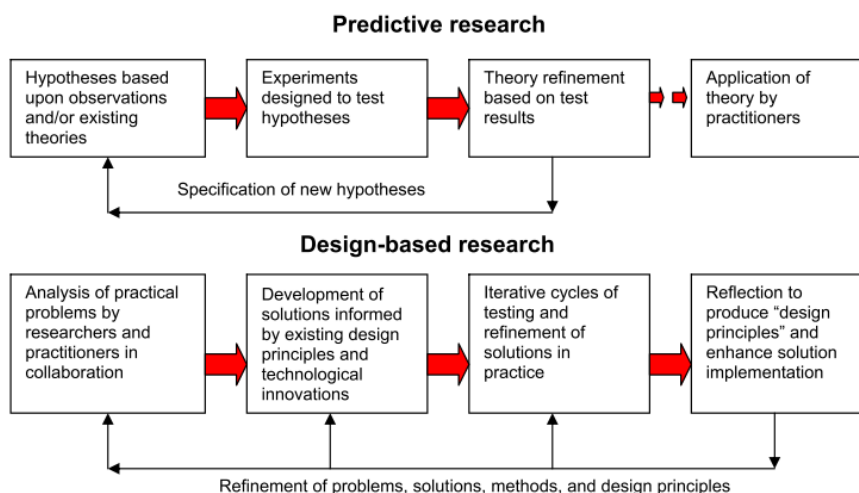 Predictive research
Hypotheses based
upon observations
and/or existing
theories
Experiments
designed to test
hypotheses
Theory refinement
based on test
results
Application of
theory by
practitioners
Specification of new hypotheses
Design-based research
Analysis of practical
problems by
researchers and
practitioners in
collaboration
Development of
solutions informed
by existing design
principles and
technological
innovations
Iterative cycles of
testing and
refinement of
solutions in
practice
Reflection to
produce “design
principles” and
enhance solution
implementation
Refinement of problems, solutions, methods, and design principles